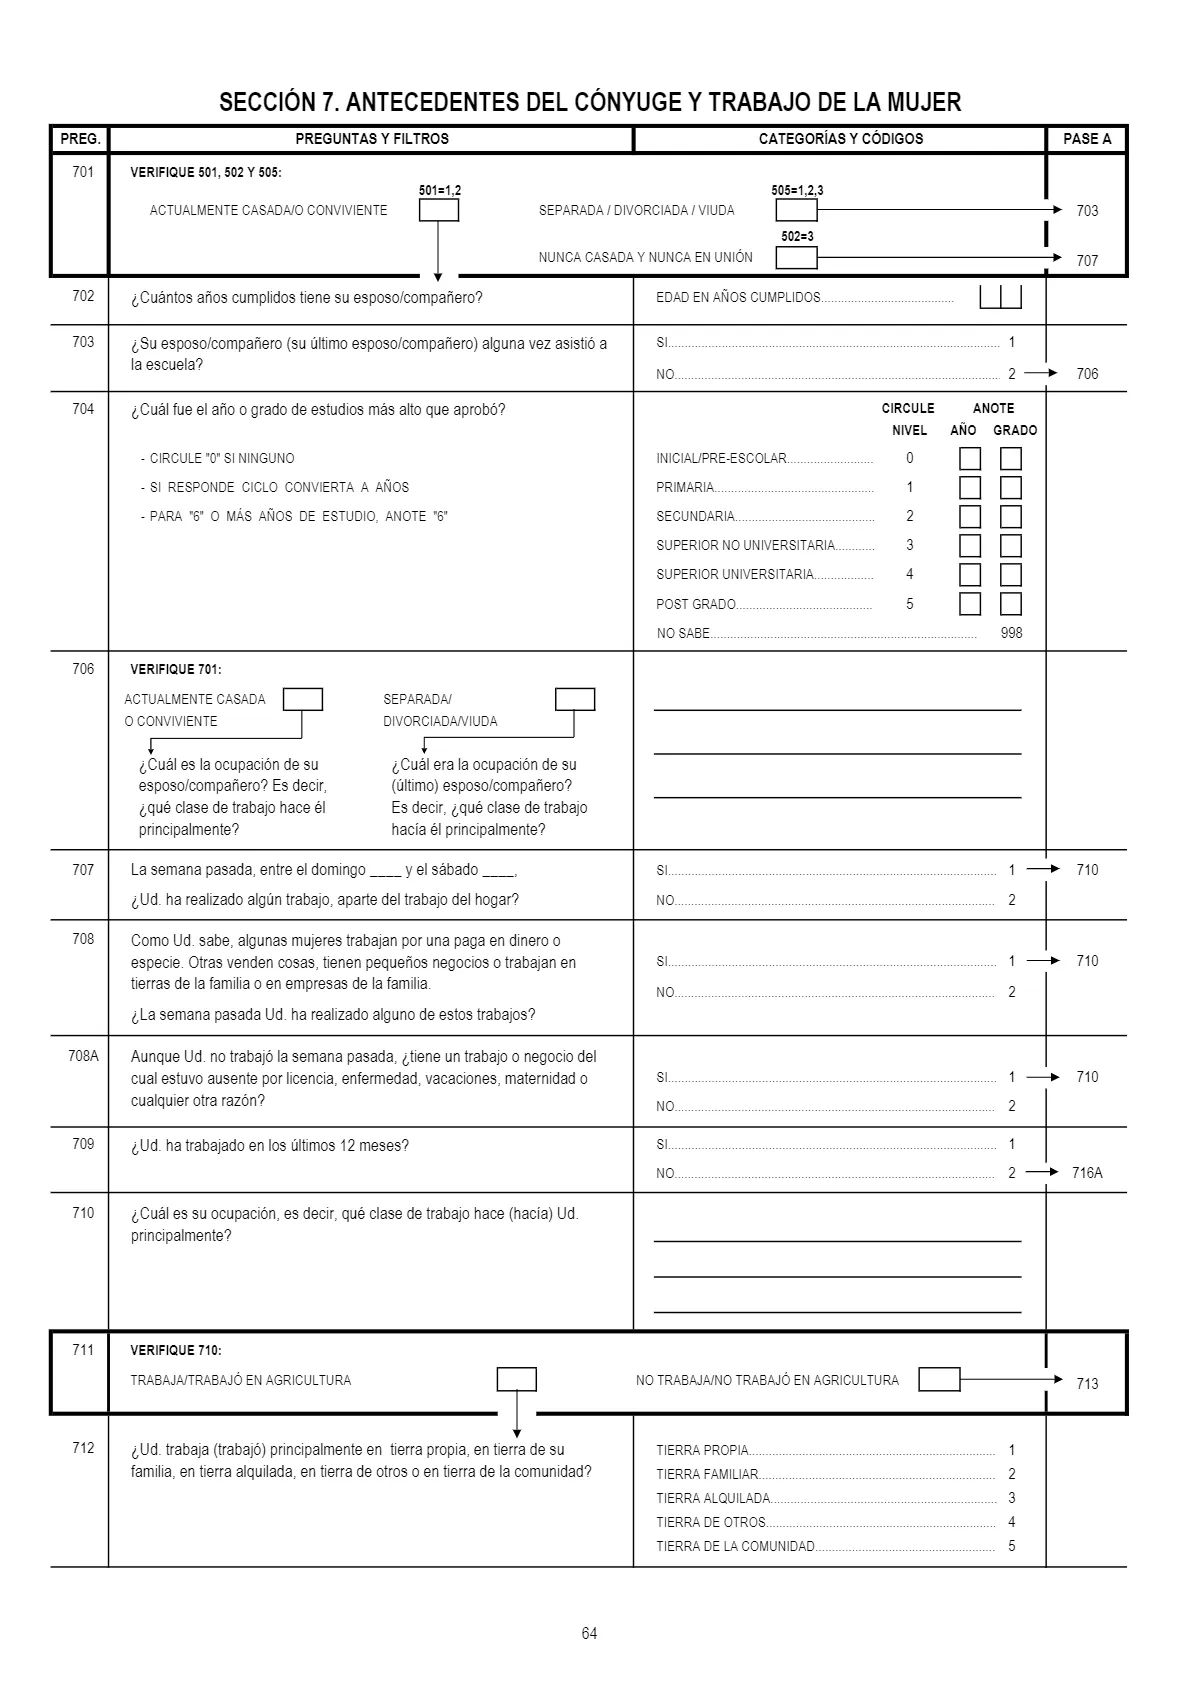 SECCIÓN 7. ANTECEDENTES DEL CÓNYUGE Y TRABAJO DE LA MUJER
PREG. PREGUNTAS Y FILTROS CATEGORÍAS Y CÓDIGOS PASE A
701 VERIFIQUE 501, 502 Y 505:
501=1,2 505=1,2,3
ACTUALMENTE CASADA/O CONVIVIENTE SEPARADA / DIVORCIADA / VIUDA 703
502=3
NUNCA CASADA Y NUNCA EN UNIÓN 707
702 ¿Cuántos años cumplidos tiene su esposo/compañero? EDAD EN AÑOS CUMPLIDOS........................................
703 ¿Su esposo/compañero (su último esposo/compañero) alguna vez asistió a SI.................................................................................................... 1
la escuela?
NO.................................................................................................. 2 706
704 ¿Cuál fue el año o grado de estudios más alto que aprobó? CIRCULE ANOTE
NIVEL AÑO GRADO
- CIRCULE "0" SI NINGUNO INICIAL/PRE-ESCOLAR.......................... 0
- SI RESPONDE CICLO CONVIERTA A AÑOS PRIMARIA................................................ 1
- PARA "6" O MÁS AÑOS DE ESTUDIO, ANOTE "6" SECUNDARIA.......................................... 2
SUPERIOR NO UNIVERSITARIA............ 3
SUPERIOR UNIVERSITARIA.................. 4
POST GRADO......................................... 5
NO SABE................................................................................ 998
706 VERIFIQUE 701:
ACTUALMENTE CASADA SEPARADA/
O CONVIVIENTE DIVORCIADA/VIUDA
¿Cuál es la ocupación de su ¿Cuál era la ocupación de su
esposo/compañero? Es decir, (último) esposo/compañero?
¿qué clase de trabajo hace él Es decir, ¿qué clase de trabajo
principalmente? hacía él principalmente?
707 La semana pasada, entre el domingo ____ y el sábado ____, SI................................................................................................... 1 710
¿Ud. ha realizado algún trabajo, aparte del trabajo del hogar? NO................................................................................................ 2
708 Como Ud. sabe, algunas mujeres trabajan por una paga en dinero o
especie. Otras venden cosas, tienen pequeños negocios o trabajan en SI................................................................................................... 1 710
tierras de la familia o en empresas de la familia.
NO................................................................................................ 2
¿La semana pasada Ud. ha realizado alguno de estos trabajos?
708A Aunque Ud. no trabajó la semana pasada, ¿tiene un trabajo o negocio del
cual estuvo ausente por licencia, enfermedad, vacaciones, maternidad o SI................................................................................................... 1 710
cualquier otra razón?
NO................................................................................................ 2
709 ¿Ud. ha trabajado en los últimos 12 meses? SI................................................................................................... 1
NO................................................................................................ 2 716A
710 ¿Cuál es su ocupación, es decir, qué clase de trabajo hace (hacía) Ud.
principalmente?
711 VERIFIQUE 710:
TRABAJA/TRABAJÓ EN AGRICULTURA NO TRABAJA/NO TRABAJÓ EN AGRICULTURA 713
712 ¿Ud. trabaja (trabajó) principalmente en tierra propia, en tierra de su TIERRA PROPIA.......................................................................... 1
familia, en tierra alquilada, en tierra de otros o en tierra de la comunidad?
TIERRA FAMILIAR....................................................................... 2
TIERRA ALQUILADA.................................................................... 3
TIERRA DE OTROS..................................................................... 4
TIERRA DE LA COMUNIDAD...................................................... 5
64